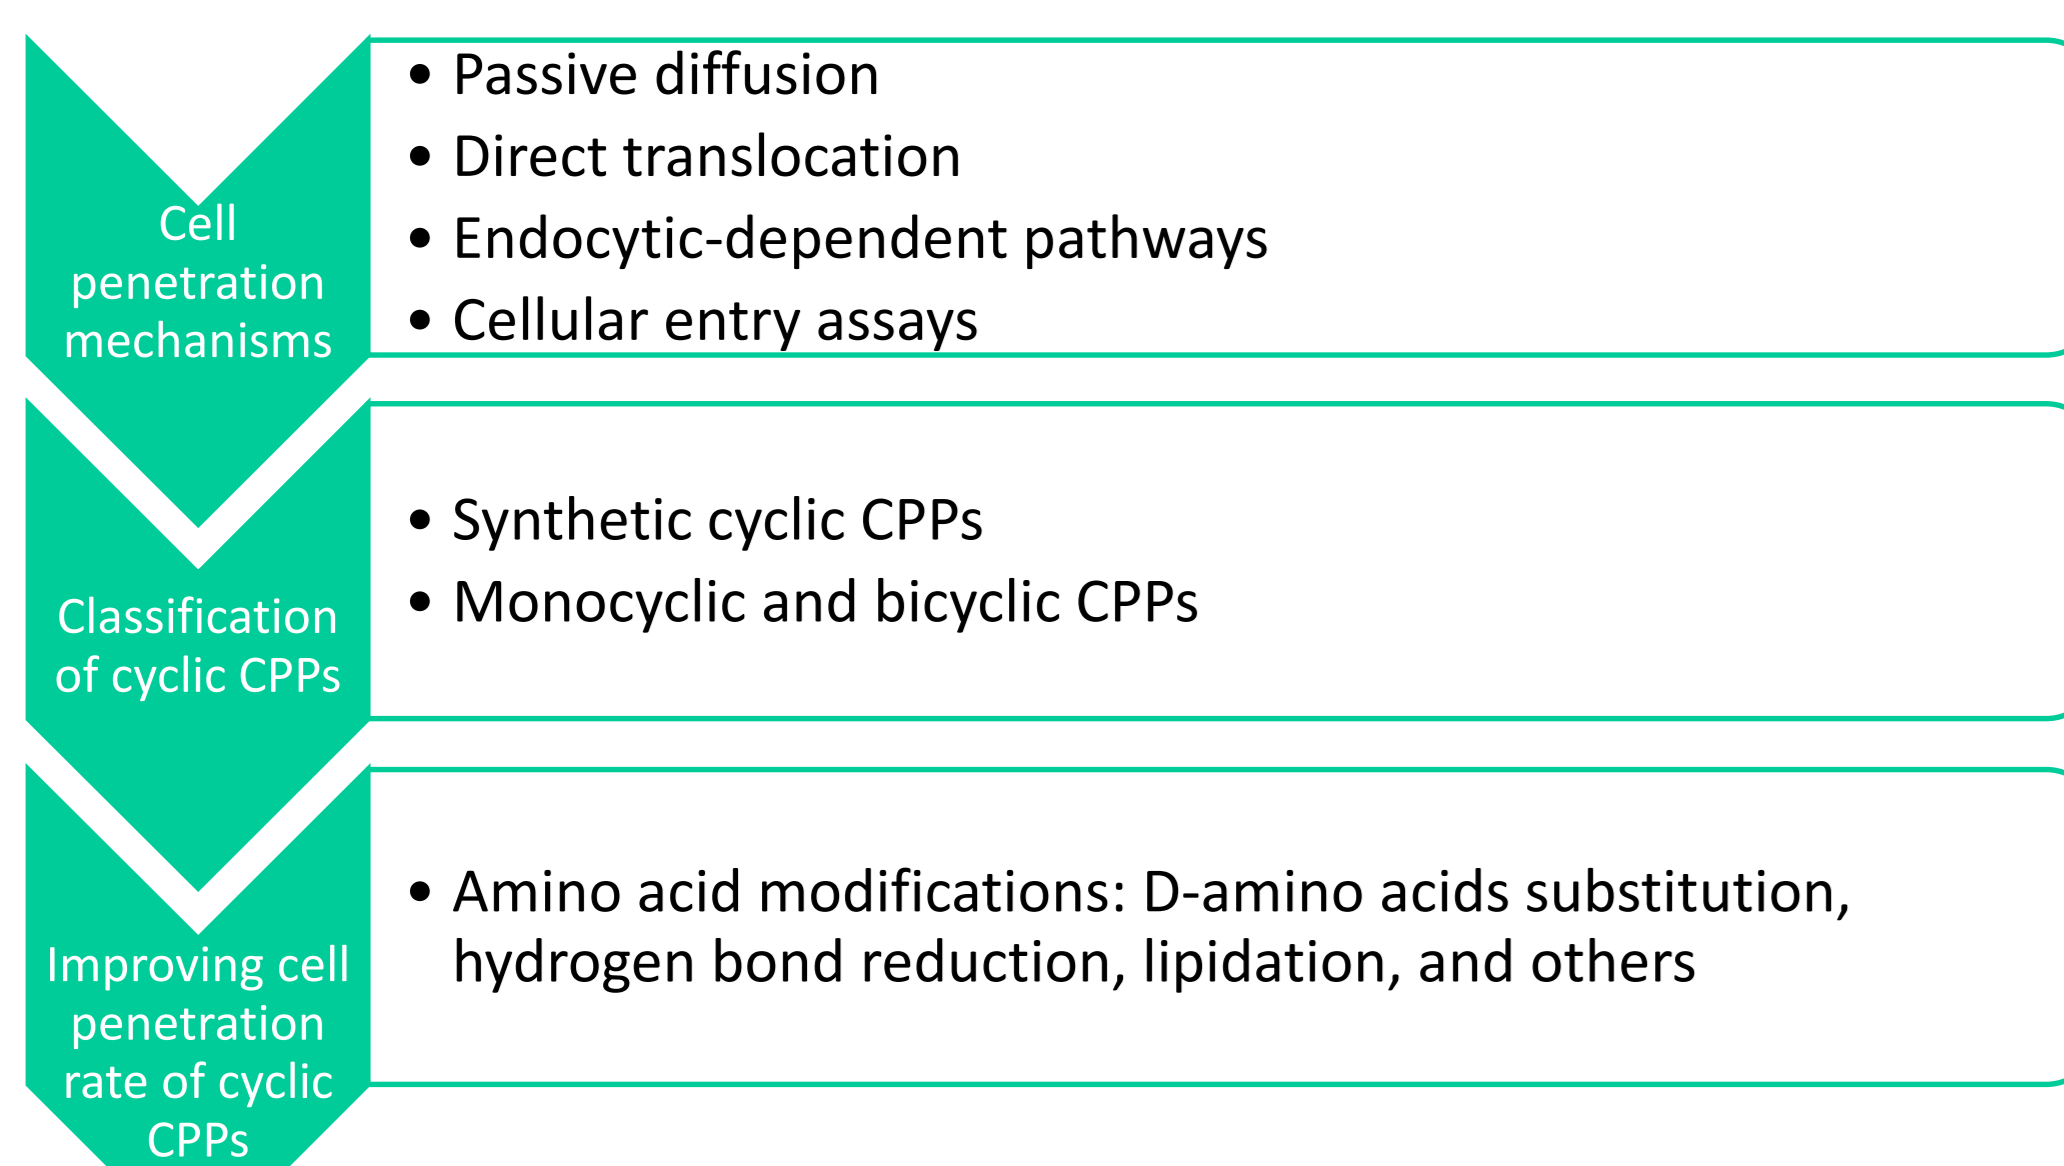 Cell
penetration
mechanisms
• Passive diffusion
• Direct translocation
• Endocytic-dependent pathways
• Cellular entry assays
Classification
of cyclic CPPs
• Synthetic cyclic CPPs
• Monocyclic and bicyclic CPPs
Improving cell
penetration
rate of cyclic
CPPs
• Amino acid modifications: D-amino acids substitution,
hydrogen bond reduction, lipidation, and others